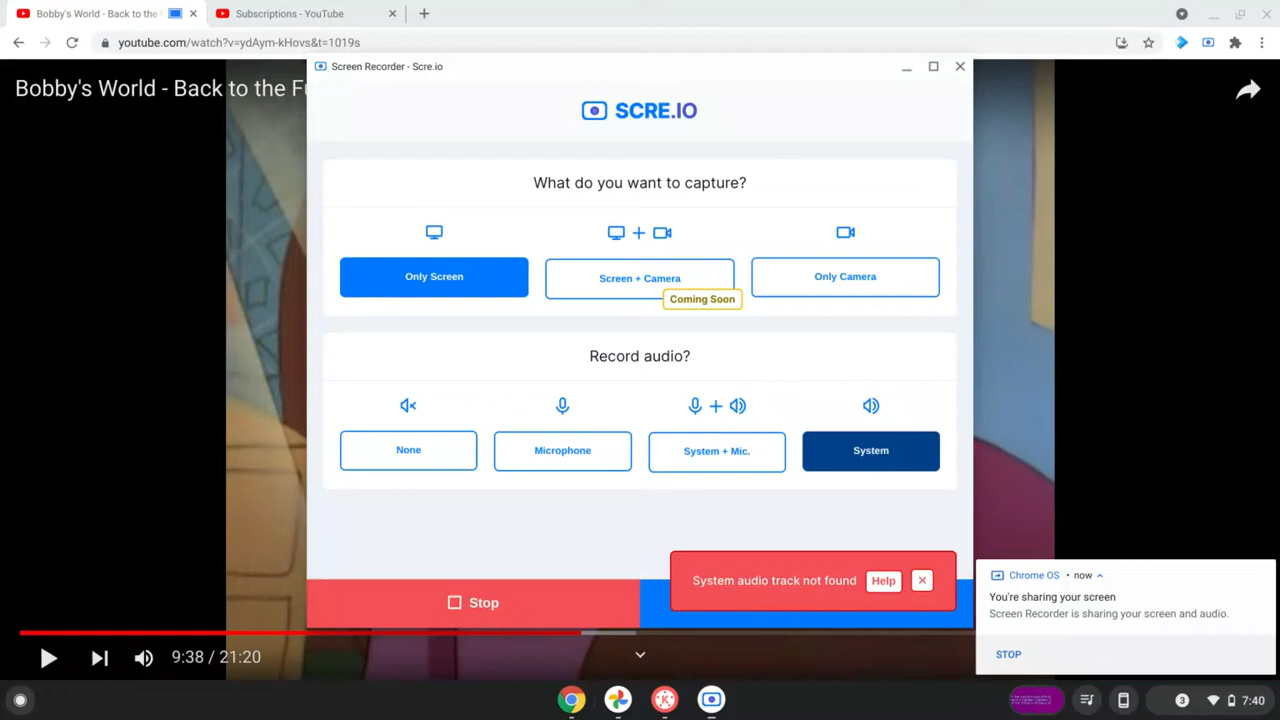 Bobby's World - Back to the
Subscriptions - YouTube
youtube.com/watch?v=ydAym-kHovs&t=1019s
Bobby's World - Back to the F
Screen Recorder - Scre.io
SCRE.IO
What do you want to capture?
Only Screen
Screen + Camera
Only Camera
Coming Soon
Record audio?
None
Microphone
System + Mic.
System
System audio track not found
Help
Stop
Chrome OS • now
You're sharing your screen
Screen Recorder is sharing your screen and audio.
STOP
9:38 / 21:20
3
7:40